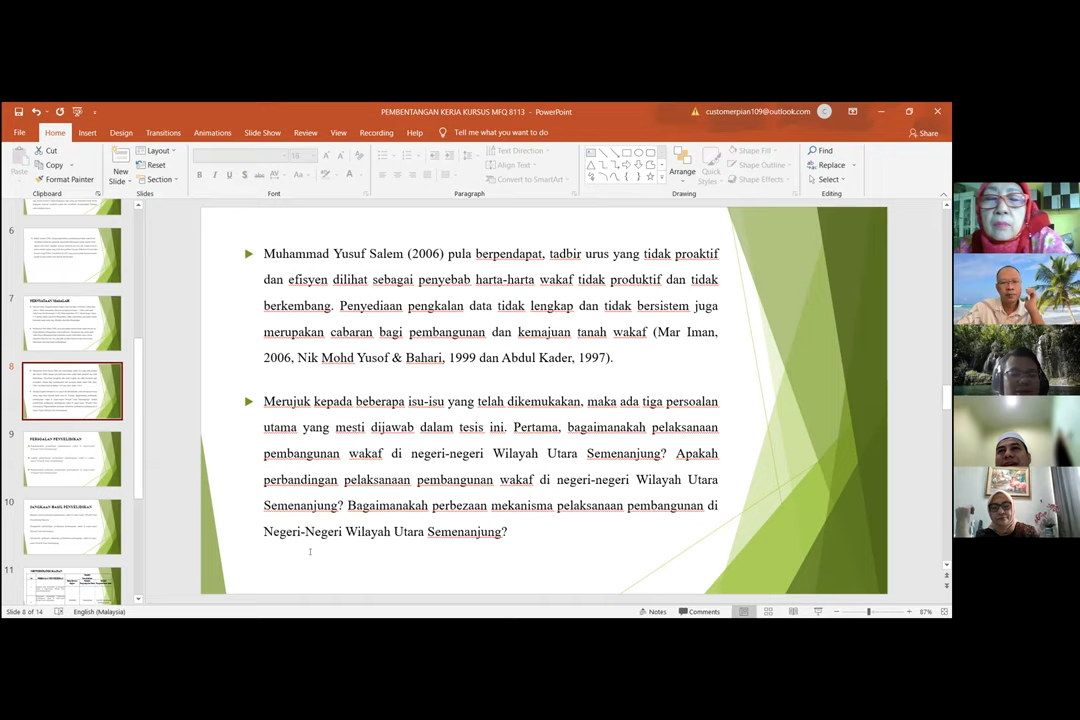 PEMBENTANGAN KERJA KURSUS MFQ 8113 - PowerPoint
customerpian109@outlook.com
C
File Home Insert Design Transitions Animations Slide Show Review View Recording Help Tell me what you want to do
Share
Cut
Copy
Format Painter
Paste
Clipboard
New
Slide
Layout
Reset
Section
Slides
18
Font
Text Direction
Align Text
Convert to SmartArt
Paragraph
Arrange
Quick
Styles
Shape Fill
Shape Outline
Shape Effects
Drawing
Find
Replace
Select
Editing
6
7
PERNYATAAN MASALAH
8
9
PERSOALAN PENYELIDIKAN
10
JANGKAAN HASIL PENYELIDIKAN
11
Muhammad Yusuf Salem (2006) pula berpendapat, tadbir urus yang tidak proaktif
dan efisyen dilihat sebagai penyebab harta-harta wakaf tidak produktif dan tidak
berkembang. Penyediaan pengkalan data tidak lengkap dan tidak bersistem juga
merupakan cabaran bagi pembangunan dan kemajuan tanah wakaf (Mar Iman,
2006, Nik Mohd Yusof & Bahari, 1999 dan Abdul Kader, 1997).
Merujuk kepada beberapa isu-isu yang telah dikemukakan, maka ada tiga persoalan
utama yang mesti dijawab dalam tesis ini. Pertama, bagaimanakah pelaksanaan
pembangunan wakaf di negeri-negeri Wilayah Utara Semenanjung? Apakah
perbandingan pelaksanaan pembangunan wakaf di negeri-negeri Wilayah Utara
Semenanjung? Bagaimanakah perbezaan mekanisma pelaksanaan pembangunan di
Negeri-Negeri Wilayah Utara Semenanjung?
Slide 8 of 14 English (Malaysia)
Notes Comments 87%